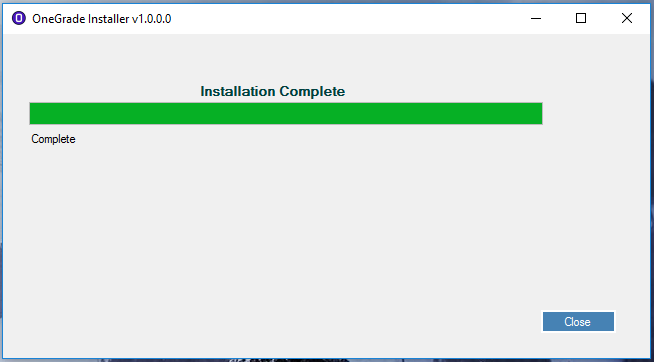 OneGrade Installer v1.0.0.0
Installation Complete
Complete
Close